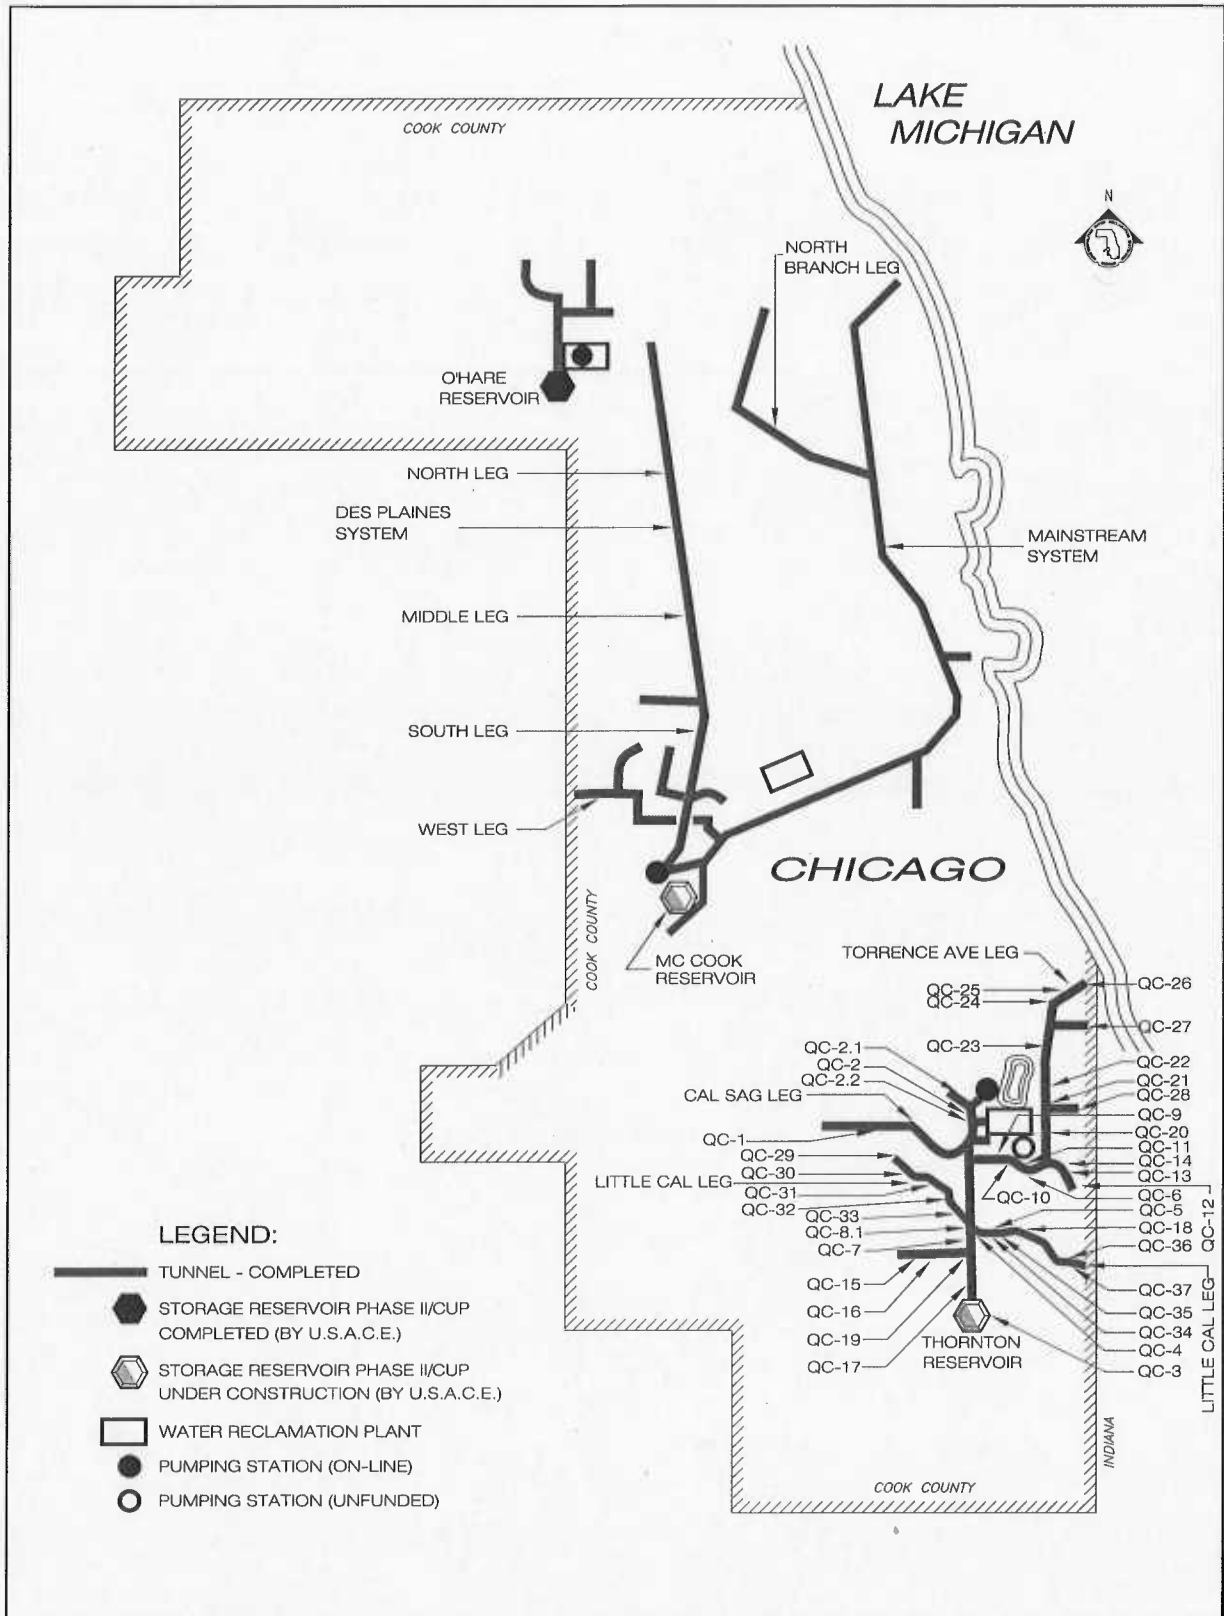 LAKE
MICHIGAN
COOK COUNTY
N
NORTH
BRANCH LEG
O'HARE
RESERVOIR
NORTH LEG
DES PLAINES
SYSTEM
MAINSTREAM
SYSTEM
MIDDLE LEG
SOUTH LEG
WEST LEG
CHICAGO
COOK COUNTY
MC COOK
RESERVOIR
TORRENCE AVE LEG
QC-25
QC-24
QC-26
QC-27
QC-23
QC-2.1
QC-2
QC-2.2
CAL SAG LEG
QC-22
QC-21
QC-28
QC-9
QC-20
QC-11
QC-14
QC-13
QC-12
QC-1
QC-29
QC-30
LITTLE CAL LEG
QC-31
QC-32
QC-33
QC-8.1
QC-7
QC-10
QC-6
QC-5
QC-18
QC-36
QC-37
QC-35
QC-34
QC-4
QC-3
LITTLE CAL LEG
QC-15
QC-16
QC-19
QC-17
THORNTON
RESERVOIR
INDIANA
COOK COUNTY
LEGEND:
TUNNEL - COMPLETED
STORAGE RESERVOIR PHASE II/CUP
COMPLETED (BY U.S.A.C.E.)
STORAGE RESERVOIR PHASE II/CUP
UNDER CONSTRUCTION (BY U.S.A.C.E.)
WATER RECLAMATION PLANT
PUMPING STATION (ON-LINE)
PUMPING STATION (UNFUNDED)